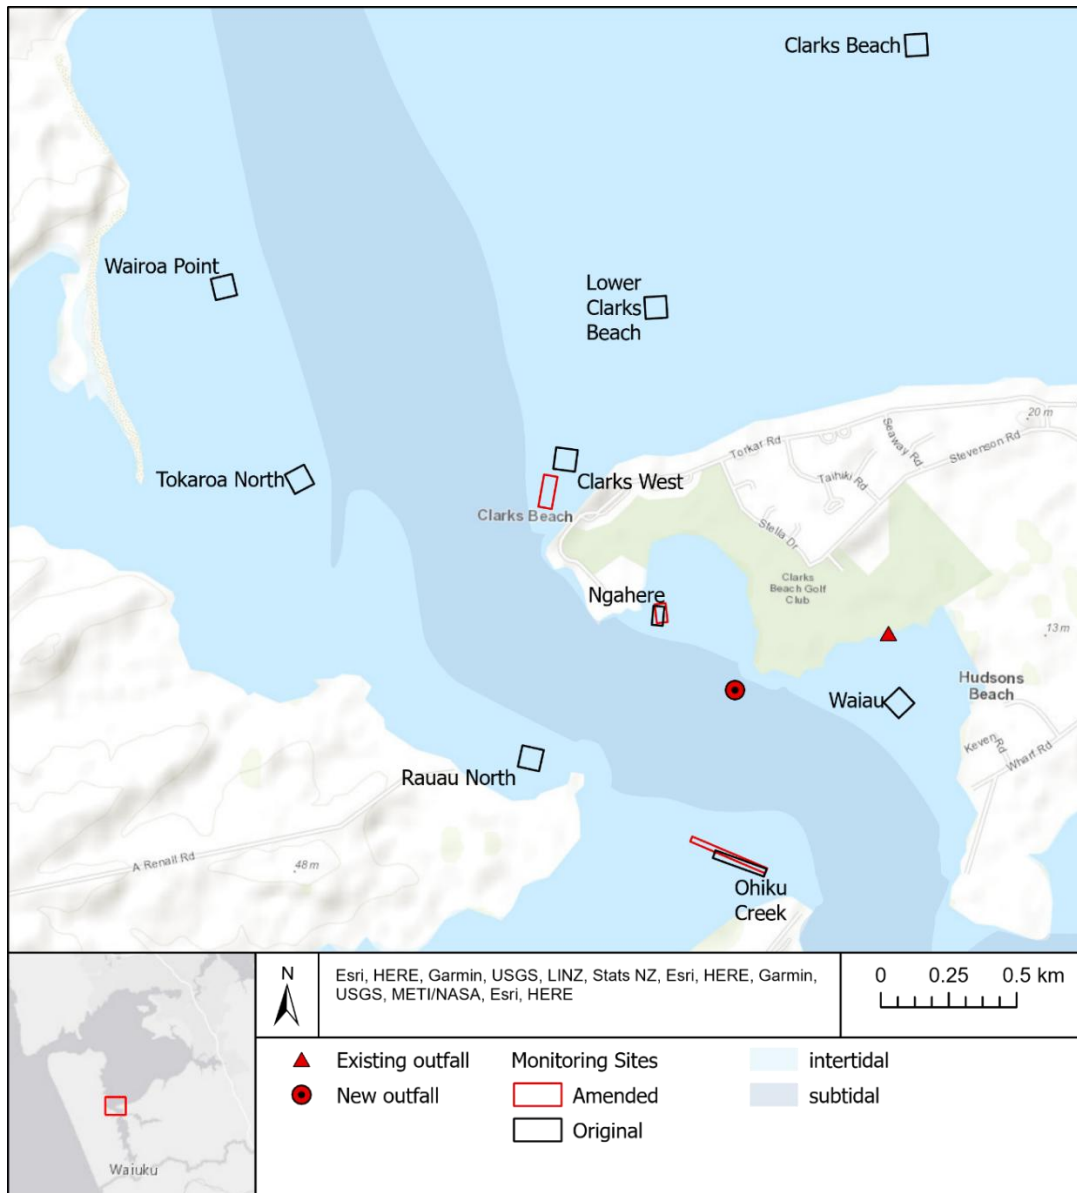 Clarks Beach
Wairoa Point
Lower
Clarks
Beach
20 m
Seaway Rd
Torkar Rd
Stevenson Rd
Taihiki Rd
Tokaroa North
Clarks West
Clarks Beach
Stella Dr
Clarks
Beach Golf
Club
Ngahere
13 m
Hudsons
Beach
Waiau
Keven Rd
Wharf Rd
Rauau North
A Renall Rd
48 m
Ohiku
Creek
N
Esri, HERE, Garmin, USGS, LINZ, Stats NZ, Esri, HERE, Garmin,
USGS, METI/NASA, Esri, HERE
0 0.25 0.5 km
Existing outfall
New outfall
Monitoring Sites
Amended
Original
intertidal
subtidal
Waiuku